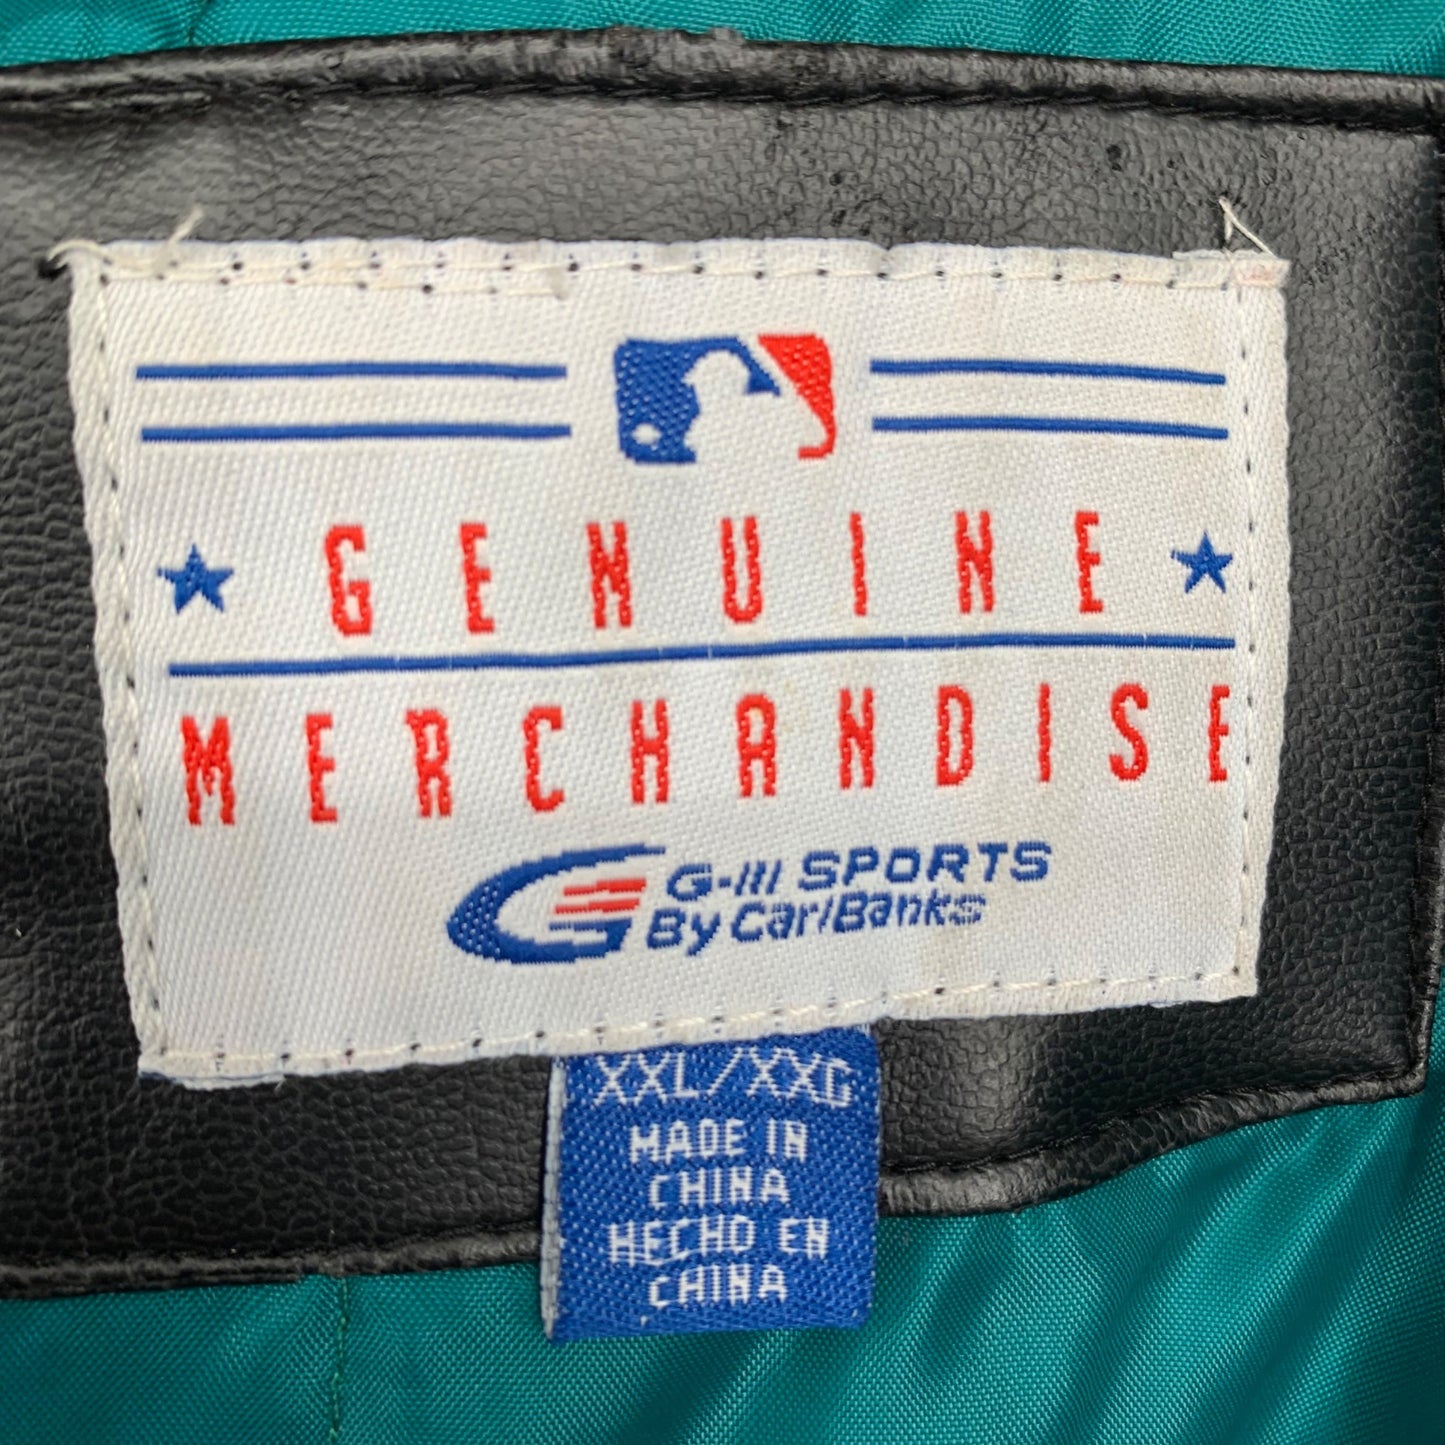 GENUINE
MERCHANDISE
G-III SPORTS
By Carl Banks
XXL/XXG
MADE IN
CHINA
HECHO EN
CHINA